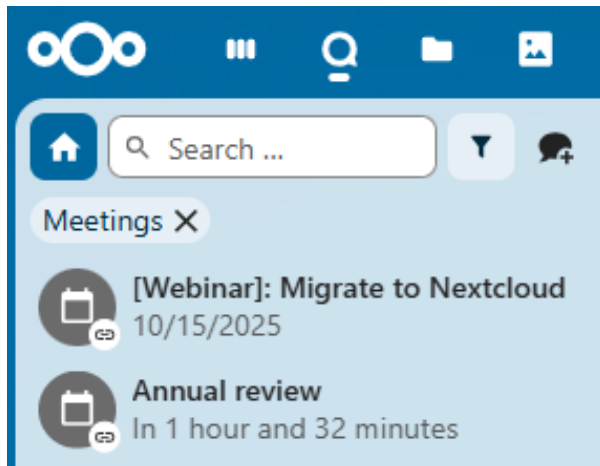 Search ...
Meetings
[Webinar]: Migrate to Nextcloud
10/15/2025
Annual review
In 1 hour and 32 minutes